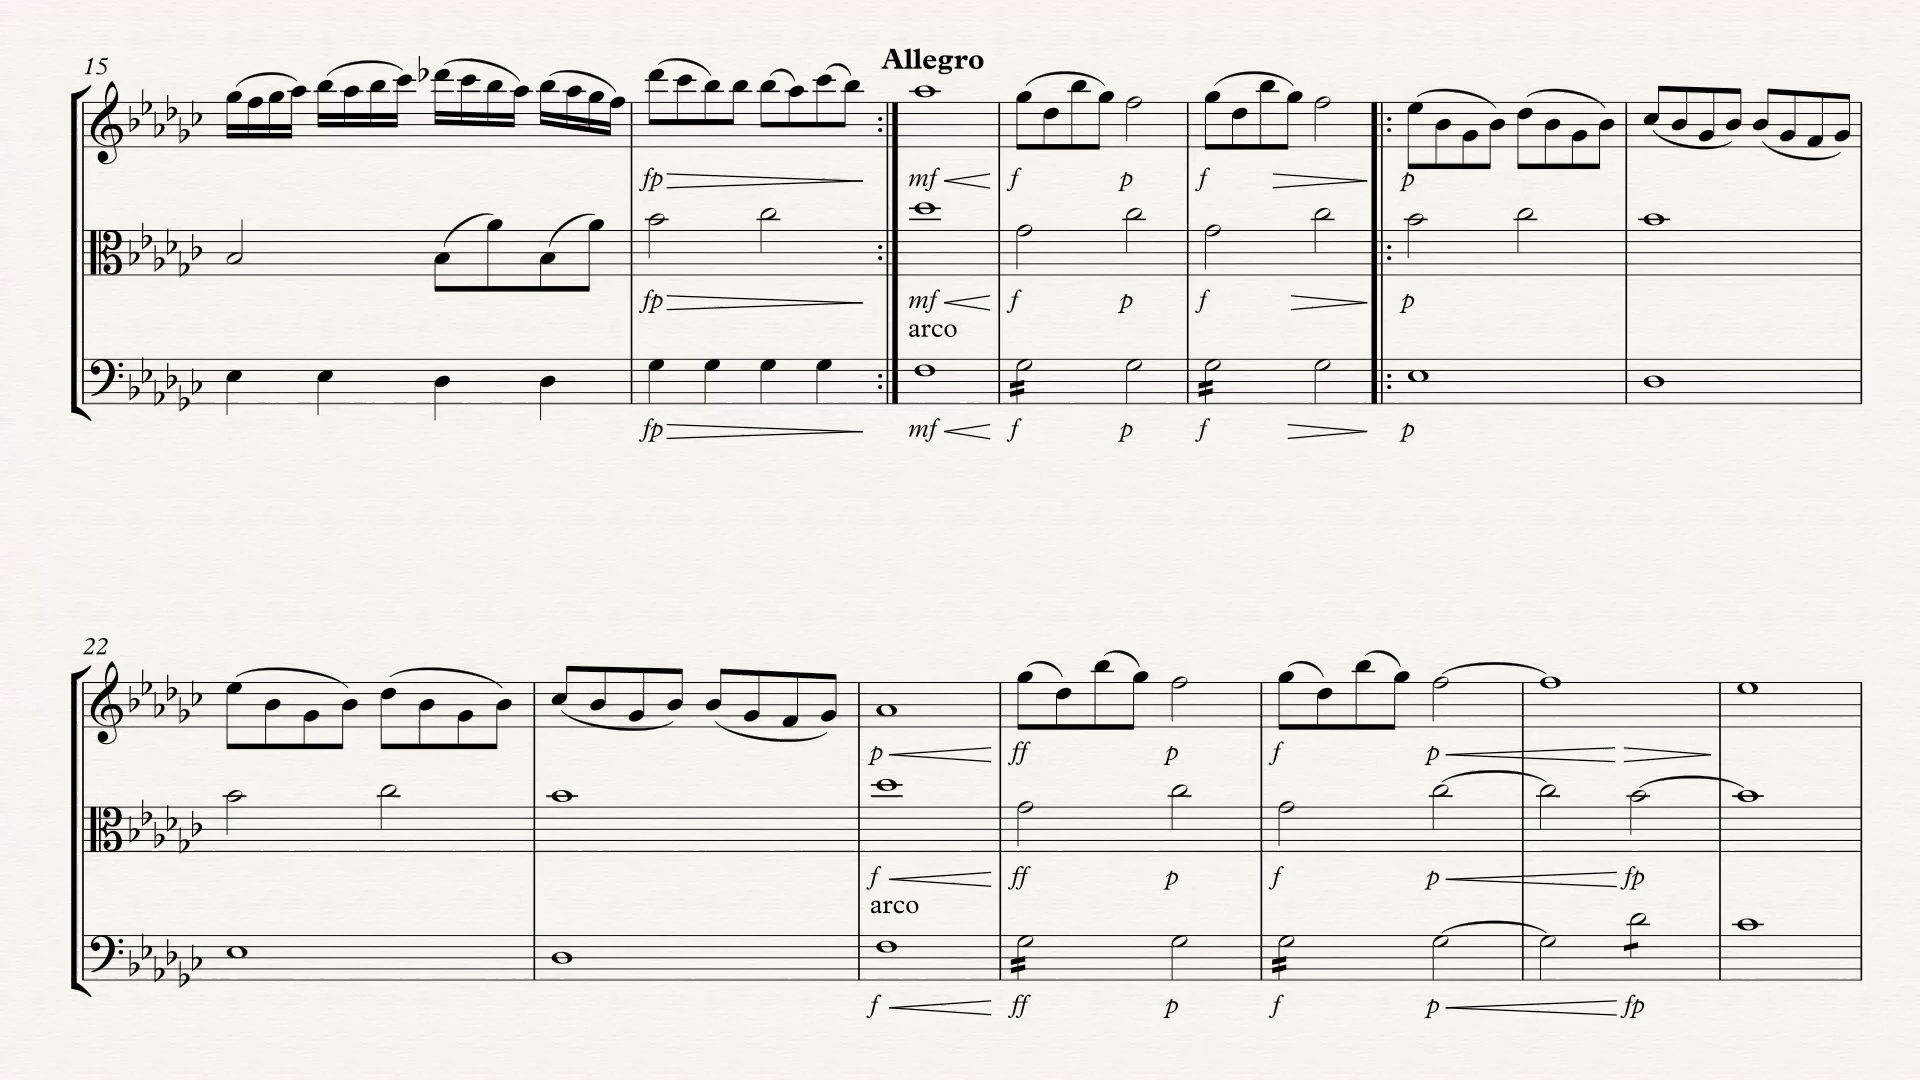 Allegro
15
fp mf f p f p
fp mf f p f p
arco
fp mf f p f p
22
p ff p f p
f ff p f p fp
arco
f ff p f p fp